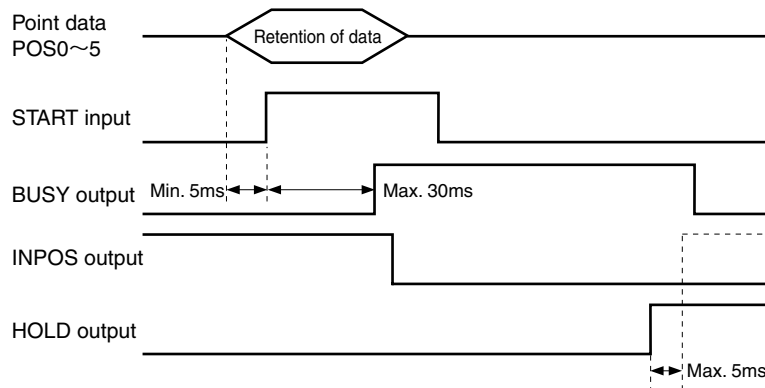 Point data
POS0～5
Retention of data
START input
BUSY output
Min. 5ms
Max. 30ms
INPOS output
HOLD output
Max. 5ms